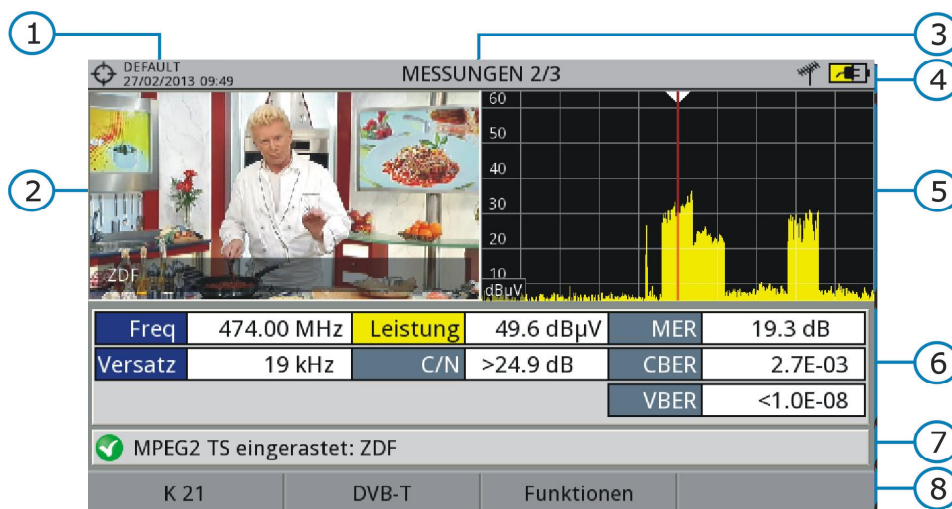 1
3
DEFAULT
27/02/2013 09:49
MESSUNGEN 2/3
4
60
50
40
30
20
10
dBµV
2
5
ZDF
Freq 474.00 MHz Leistung 49.6 dBµV MER 19.3 dB
Versatz 19 kHz C/N >24.9 dB CBER 2.7E-03
VBER <1.0E-08
6
MPEG2 TS eingerastet: ZDF
7
K 21 DVB-T Funktionen
8